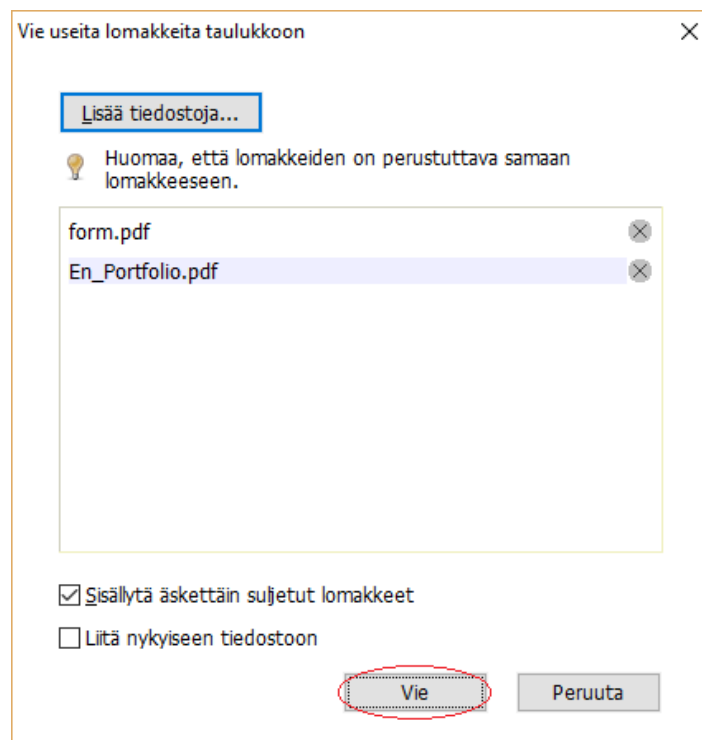 Vie useita lomakkeita taulukkoon
Lisää tiedostoja...
Huomaa, että lomakkeiden on perustuttava samaan
lomakkeeseen.
form.pdf
En_Portfolio.pdf
Sisällytä äskettäin suljetut lomakkeet
Liitä nykyiseen tiedostoon
Vie Peruuta